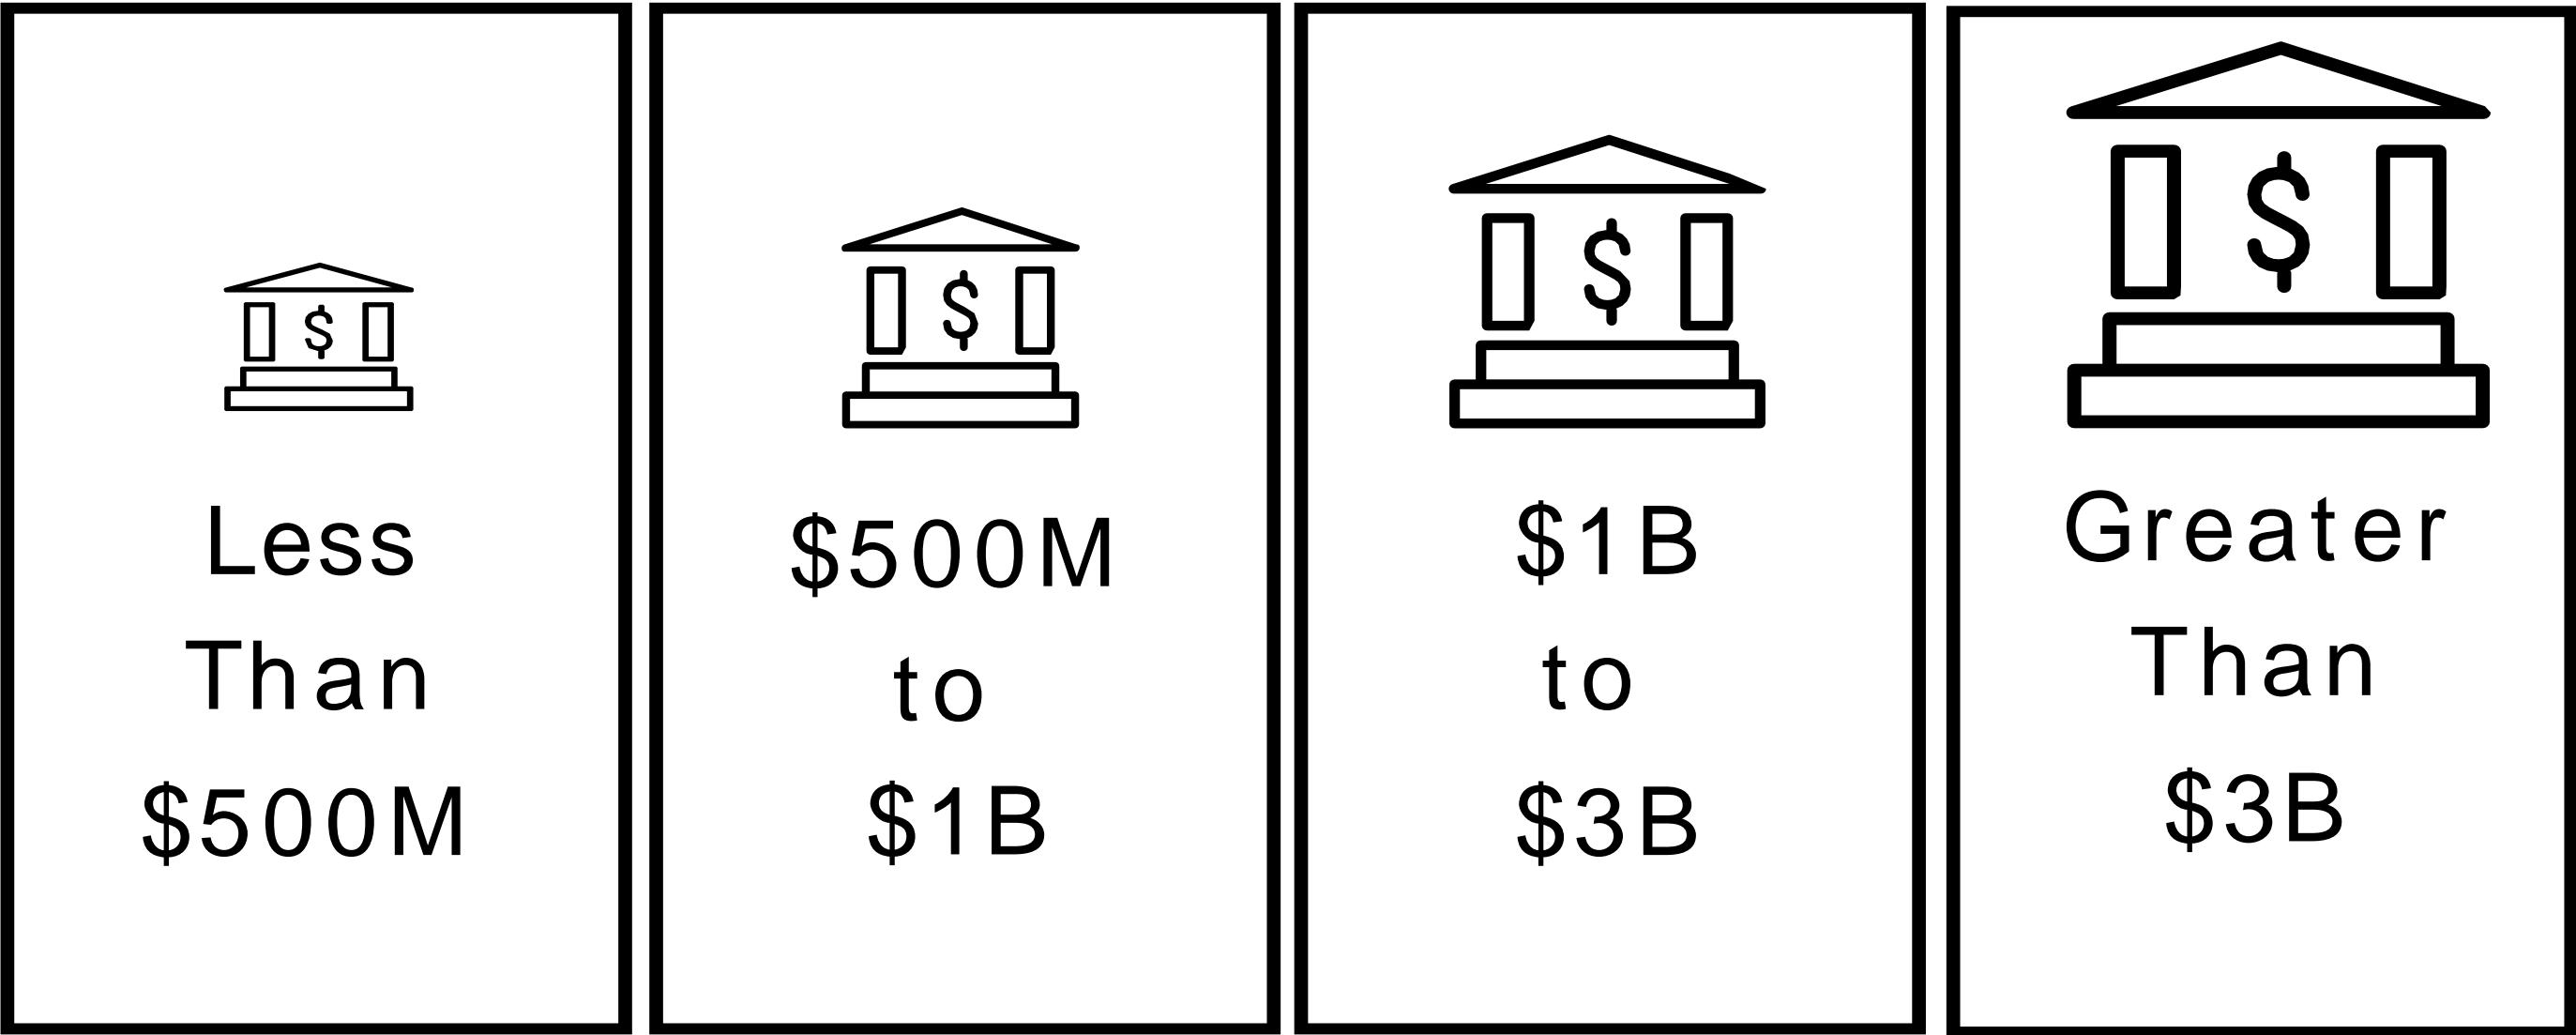 $
Less
Than
$500M
$
$500M
to
$1B
$
$1B
to
$3B
$
Greater
Than
$3B